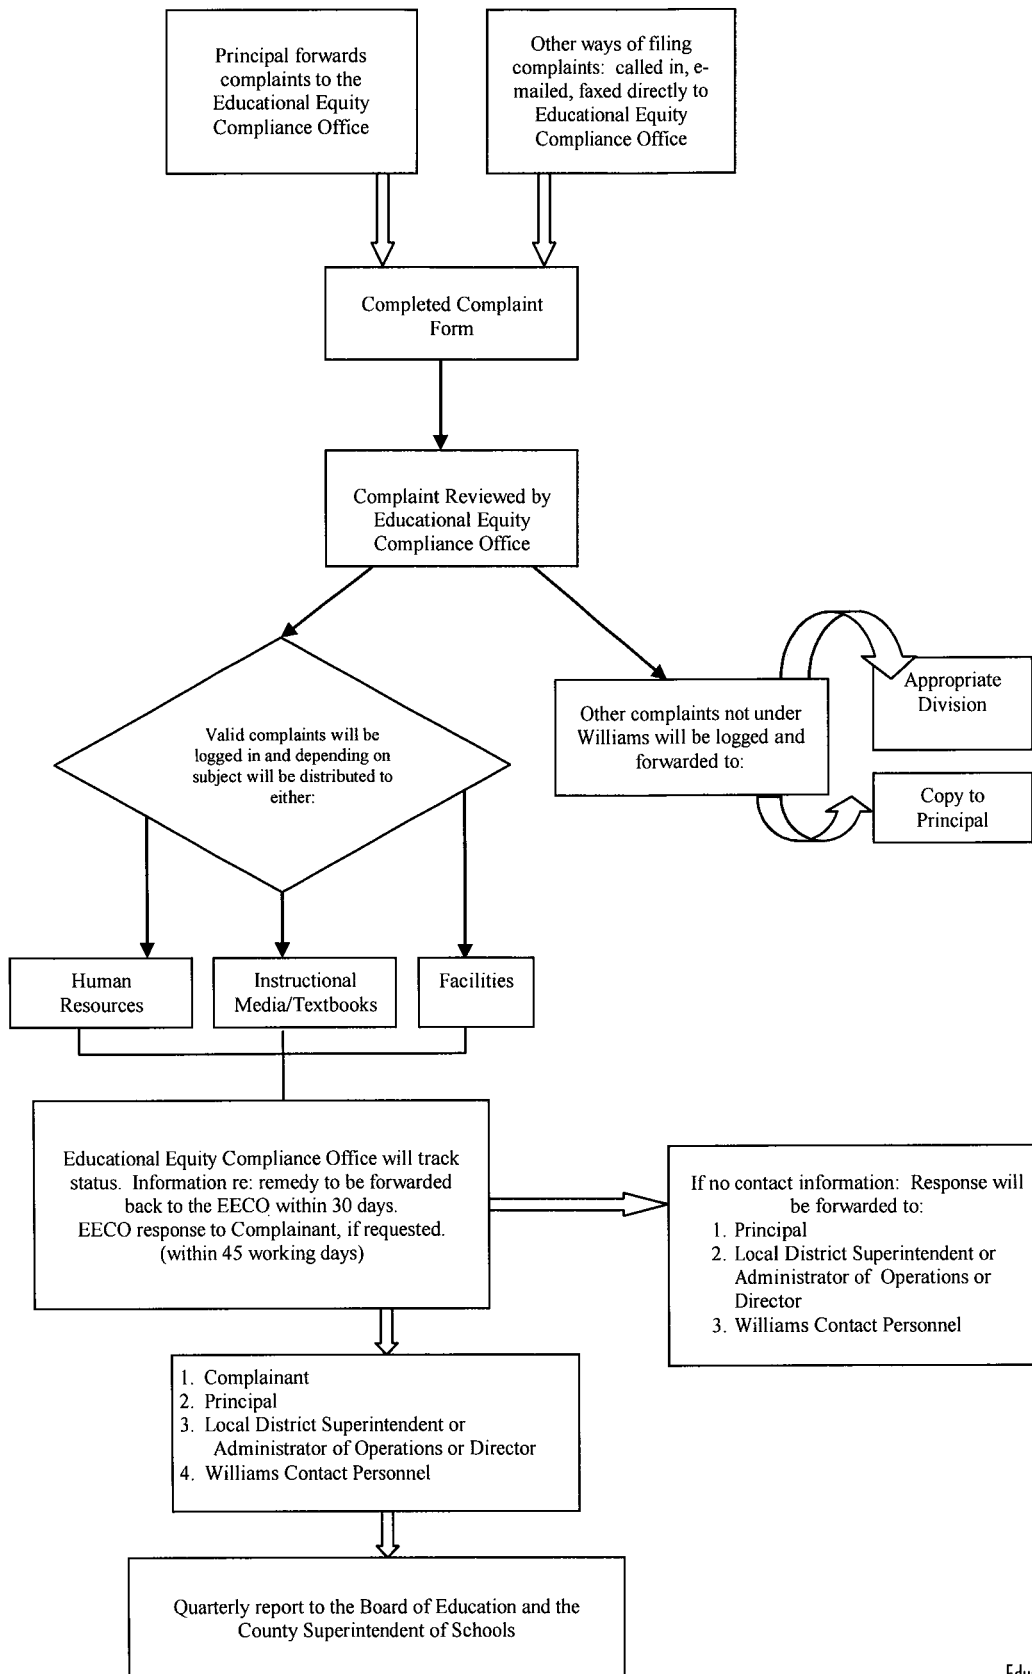 Principal forwards
complaints to the
Educational Equity
Compliance Office
Other ways of filing
complaints: called in, e-
mailed, faxed directly to
Educational Equity
Compliance Office
Completed Complaint
Form
Complaint Reviewed by
Educational Equity
Compliance Office
Valid complaints will be
logged in and depending on
subject will be distributed to
either:
Other complaints not under
Williams will be logged and
forwarded to:
Appropriate
Division
Copy to
Principal
Human
Resources
Instructional
Media/Textbooks
Facilities
Educational Equity Compliance Office will track
status. Information re: remedy to be forwarded
back to the EECO within 30 days.
EECO response to Complainant, if requested.
(within 45 working days)
If no contact information: Response will
be forwarded to:
1. Principal
2. Local District Superintendent or
Administrator of Operations or
Director
3. Williams Contact Personnel
1. Complainant
2. Principal
3. Local District Superintendent or
Administrator of Operations or Director
4. Williams Contact Personnel
Quarterly report to the Board of Education and the
County Superintendent of Schools